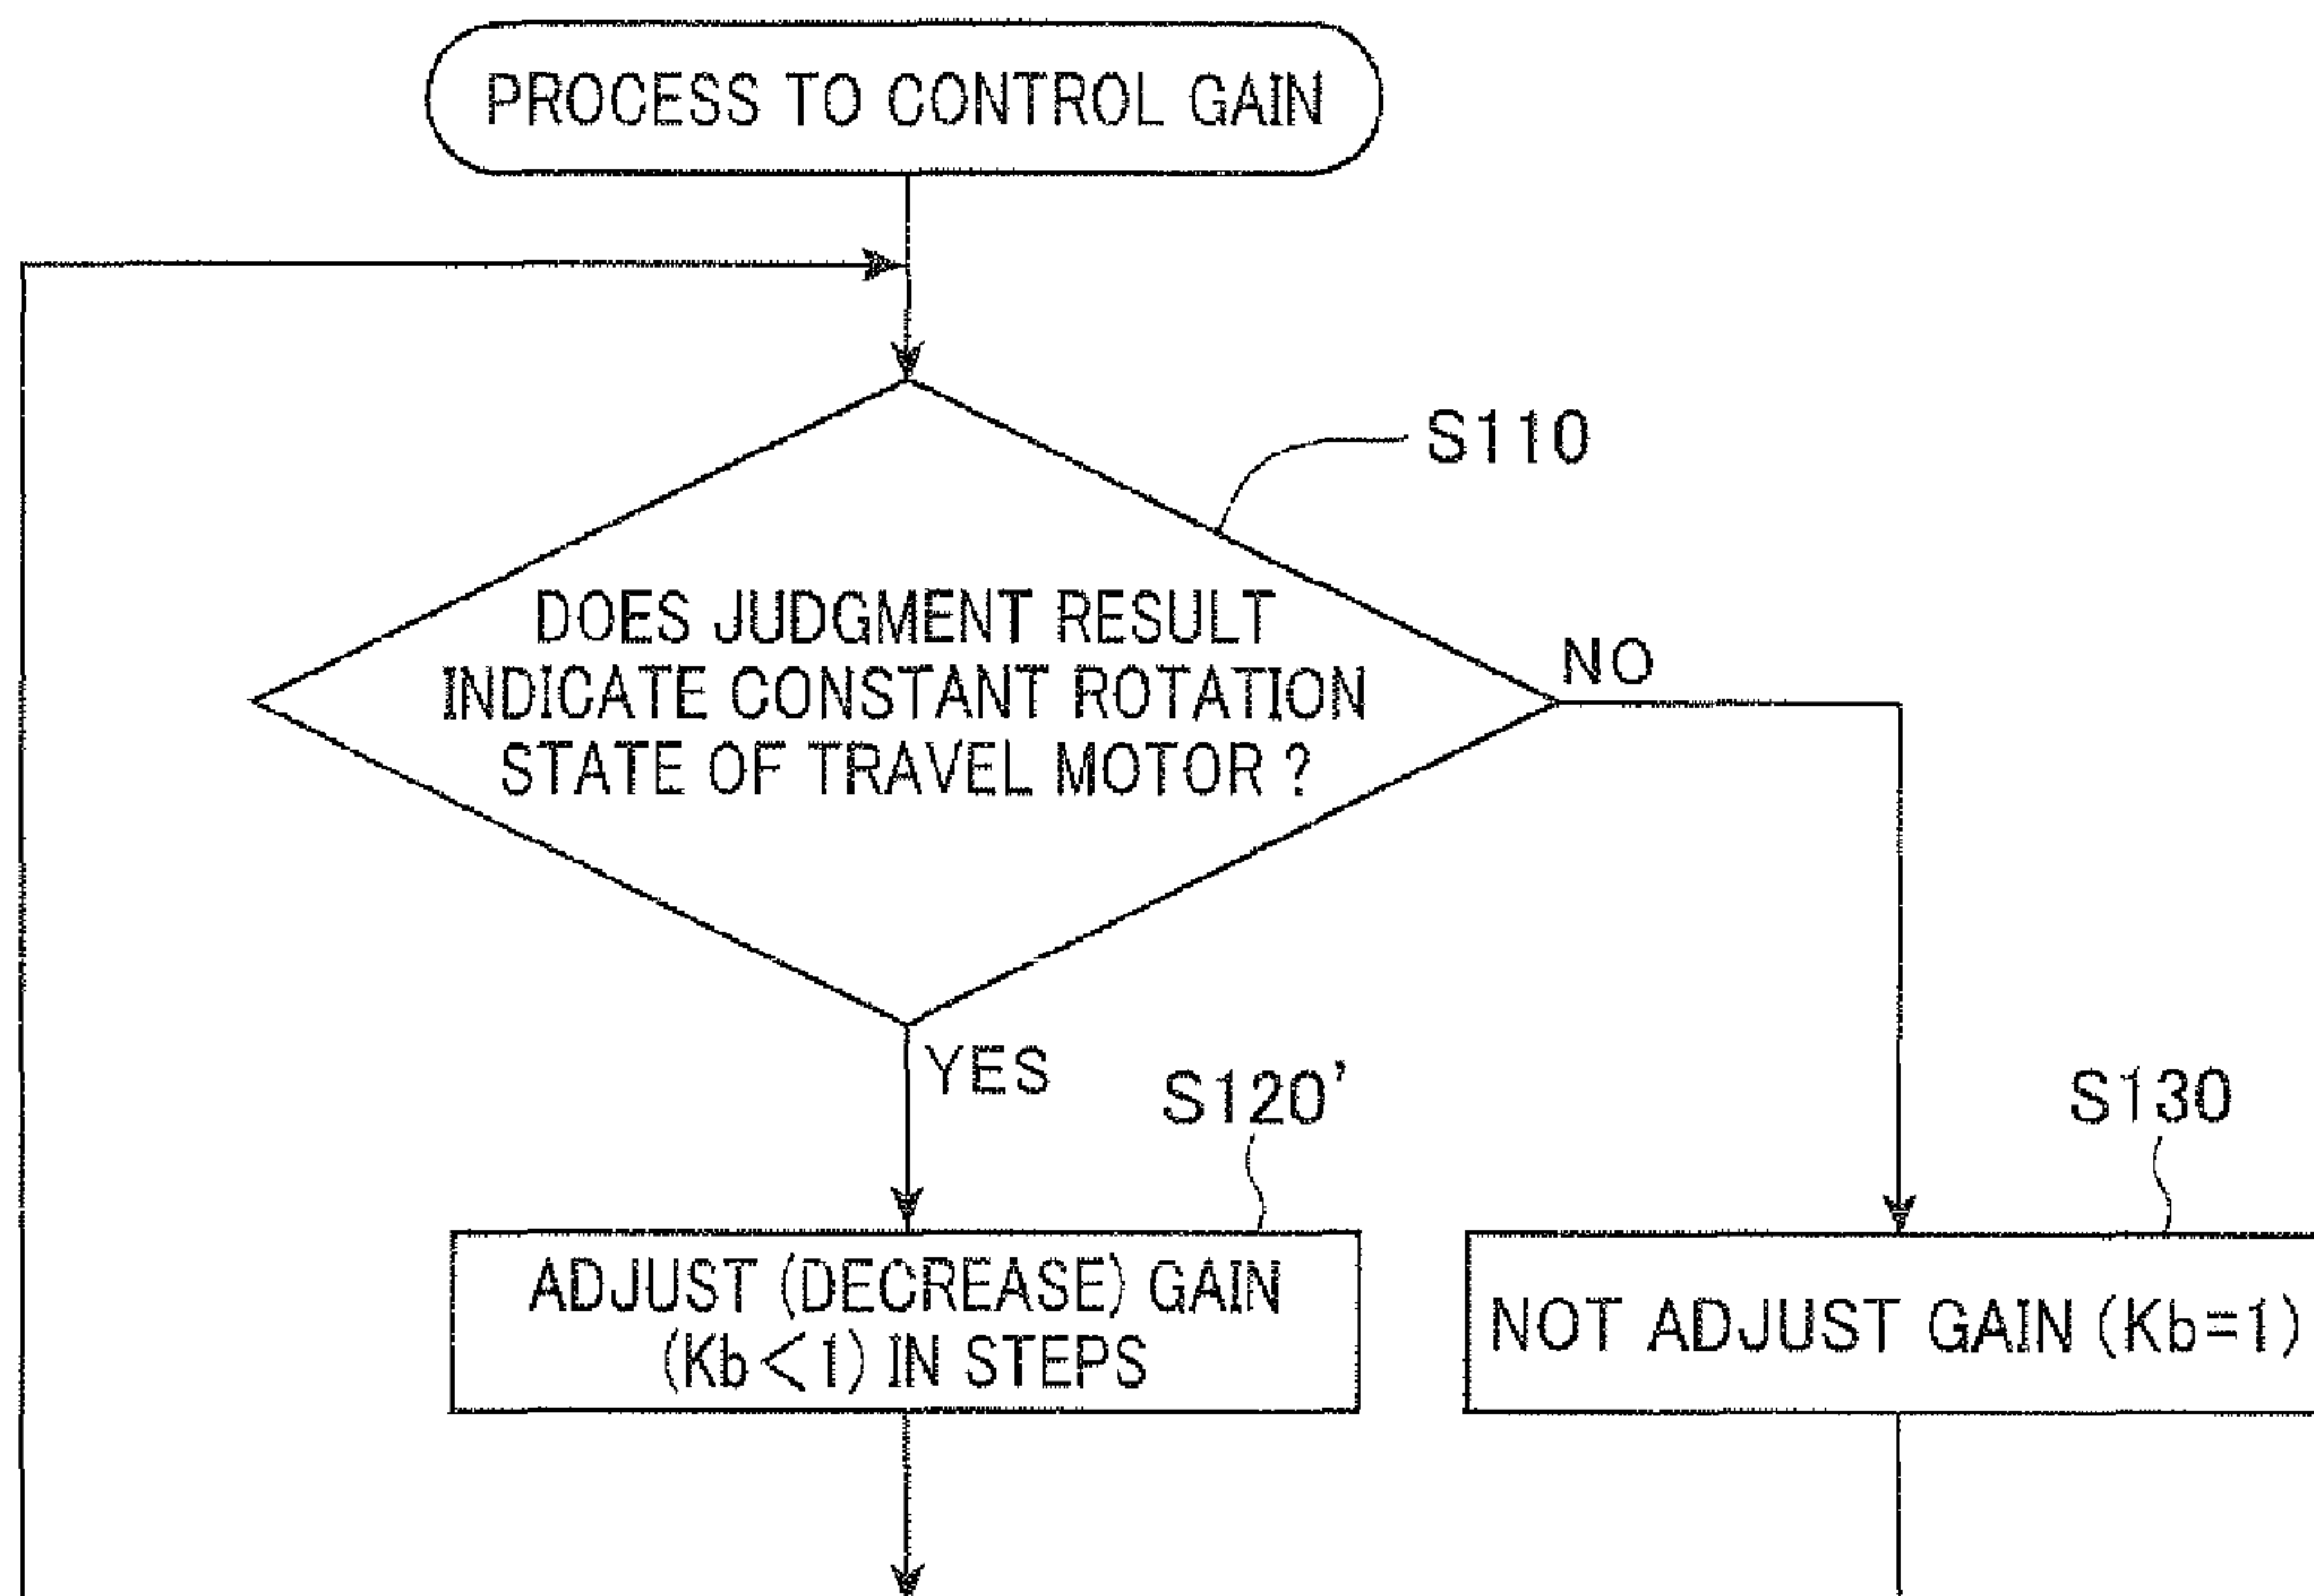 PROCESS TO CONTROL GAIN
S110
DOES JUDGMENT RESULT
INDICATE CONSTANT ROTATION
STATE OF TRAVEL MOTOR ?
NO
YES
S120'
S130
ADJUST (DECREASE) GAIN
(Kb<1) IN STEPS
NOT ADJUST GAIN (Kb=1)